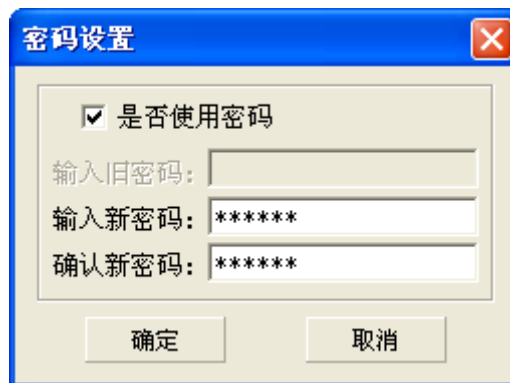 密码设置
是否使用密码
输入旧密码：
输入新密码：******
确认新密码：******
确定 取消